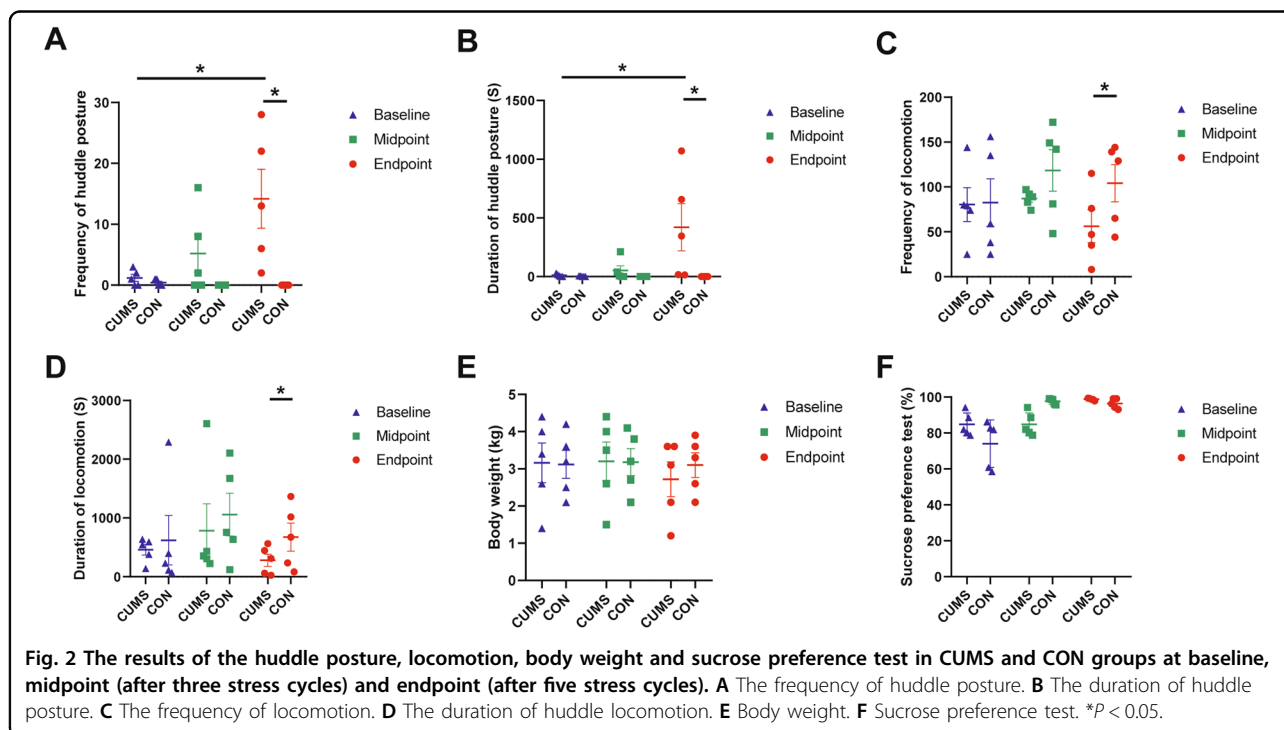 A
*
*
Frequency of huddle posture
30
20
10
0
CUMS
CON
CUMS
CON
CUMS
CON
Baseline
Midpoint
Endpoint
B
*
*
Duration of huddle posture (S)
1500
1000
500
0
CUMS
CON
CUMS
CON
CUMS
CON
Baseline
Midpoint
Endpoint
C
*
Frequency of locomotion
200
150
100
50
0
CUMS
CON
CUMS
CON
CUMS
CON
Baseline
Midpoint
Endpoint
D
*
Duration of locomotion (S)
3000
2000
1000
0
CUMS
CON
CUMS
CON
CUMS
CON
Baseline
Midpoint
Endpoint
E
Body weight (kg)
5
4
3
2
1
0
CUMS
CON
CUMS
CON
CUMS
CON
Baseline
Midpoint
Endpoint
F
Sucrose preference test (%)
100
80
60
40
20
0
CUMS
CON
CUMS
CON
CUMS
CON
Baseline
Midpoint
Endpoint
Fig. 2 The results of the huddle posture, locomotion, body weight and sucrose preference test in CUMS and CON groups at baseline,
midpoint (after three stress cycles) and endpoint (after five stress cycles). A The frequency of huddle posture. B The duration of huddle
posture. C The frequency of locomotion. D The duration of huddle locomotion. E Body weight. F Sucrose preference test. *P < 0.05.